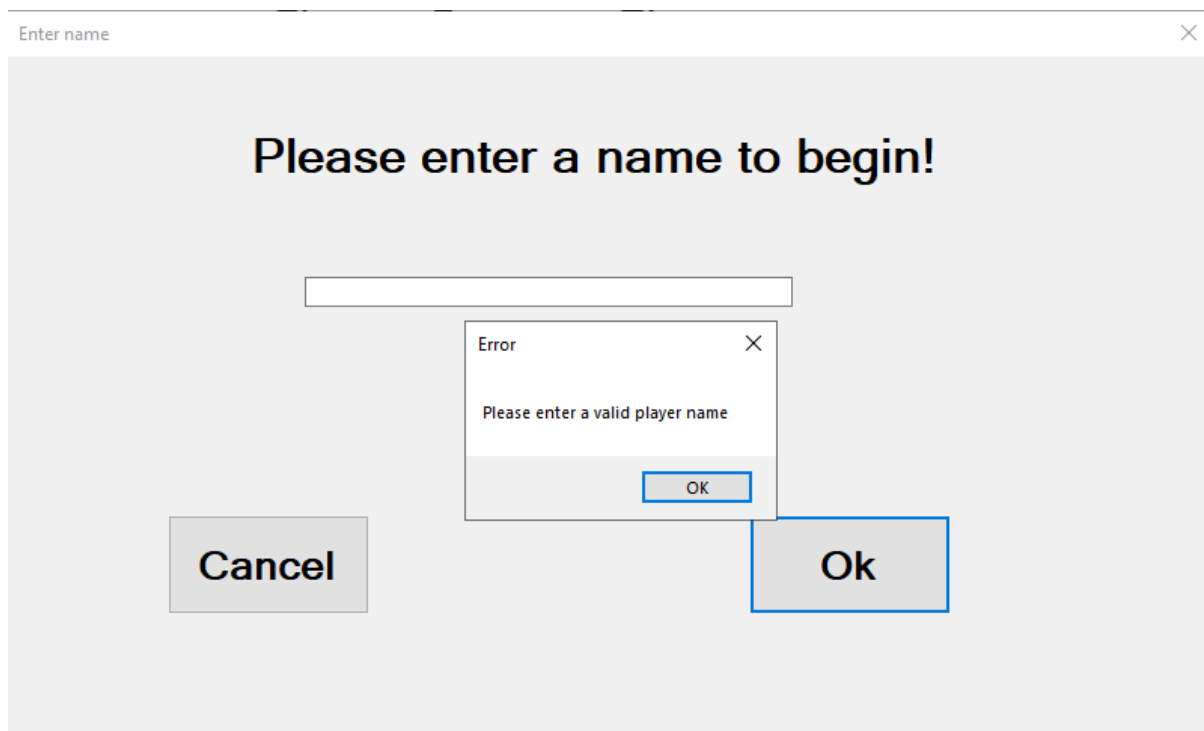 Enter name
Please enter a name to begin!
Error
Please enter a valid player name
OK
Cancel
Ok